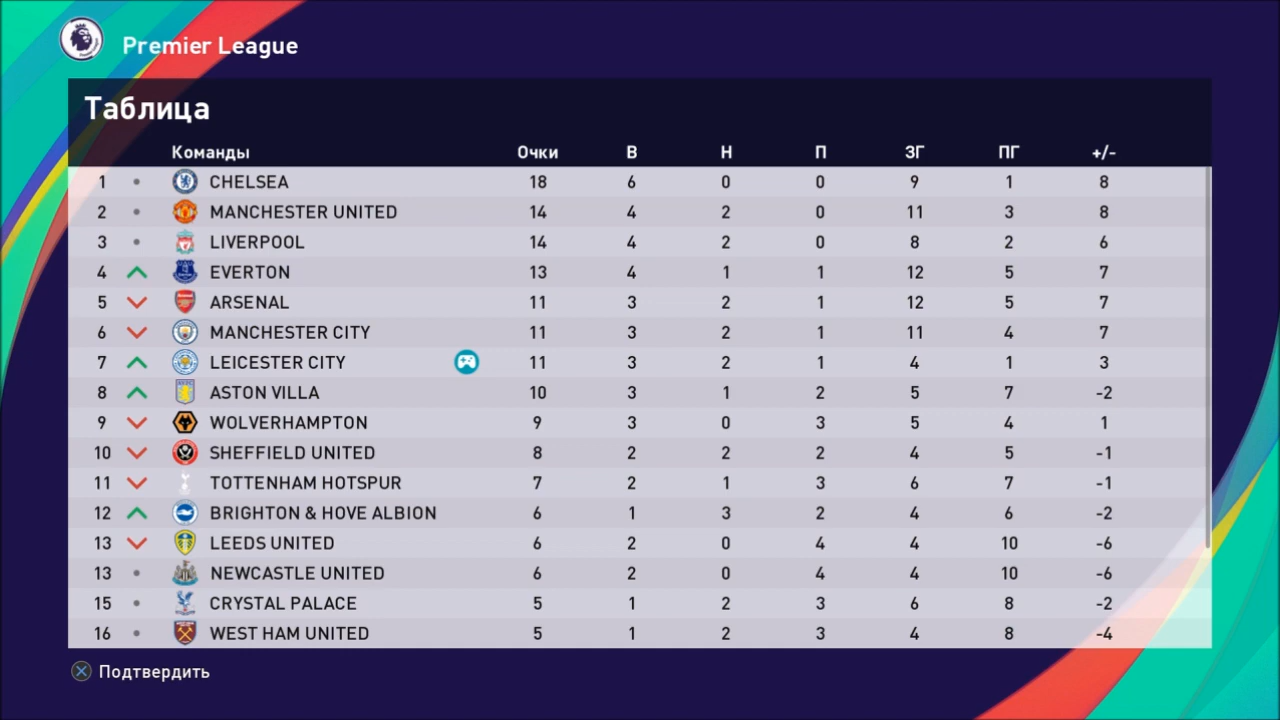 Premier League
Таблица
Команды Очки В Н П ЗГ ПГ +/-
1 CHELSEA 18 6 0 0 9 1 8
2 MANCHESTER UNITED 14 4 2 0 11 3 8
3 LIVERPOOL 14 4 2 0 8 2 6
4 EVERTON 13 4 1 1 12 5 7
5 ARSENAL 11 3 2 1 12 5 7
6 MANCHESTER CITY 11 3 2 1 11 4 7
7 LEICESTER CITY 11 3 2 1 4 1 3
8 ASTON VILLA 10 3 1 2 5 7 -2
9 WOLVERHAMPTON 9 3 0 3 5 4 1
10 SHEFFIELD UNITED 8 2 2 2 4 5 -1
11 TOTTENHAM HOTSPUR 7 2 1 3 6 7 -1
12 BRIGHTON & HOVE ALBION 6 1 3 2 4 6 -2
13 LEEDS UNITED 6 2 0 4 4 10 -6
13 NEWCASTLE UNITED 6 2 0 4 4 10 -6
15 CRYSTAL PALACE 5 1 2 3 6 8 -2
16 WEST HAM UNITED 5 1 2 3 4 8 -4
Подтвердить